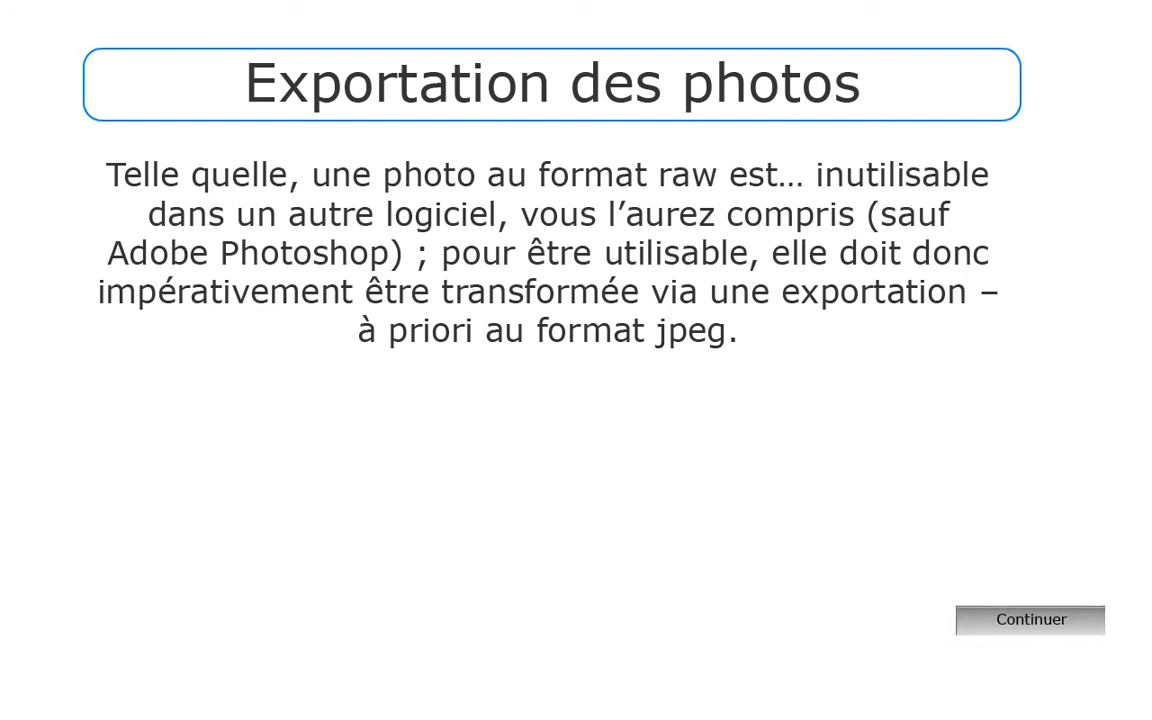 Exportation des photos
Telle quelle, une photo au format raw est… inutilisable
dans un autre logiciel, vous l’aurez compris (sauf
Adobe Photoshop) ; pour être utilisable, elle doit donc
impérativement être transformée via une exportation –
à priori au format jpeg.
Continuer